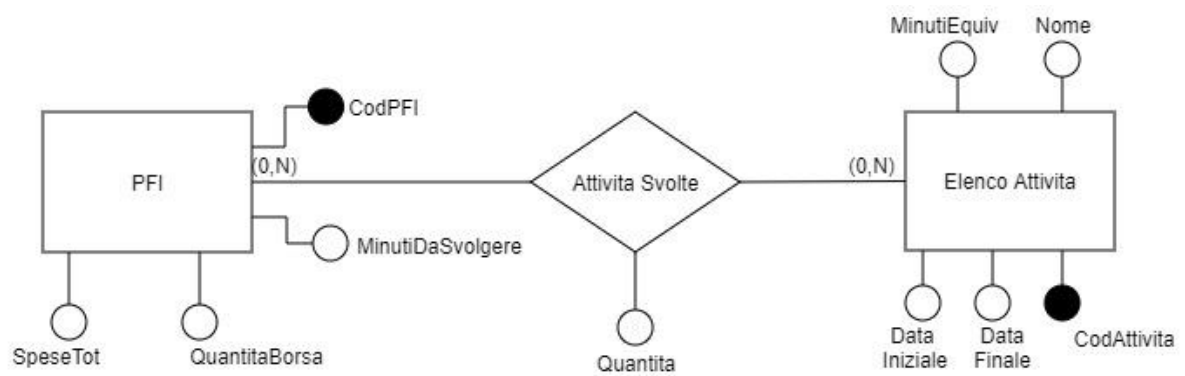 MinutiEquiv
Nome
CodPFI
(0,N)
PFI
MinutiDaSvolgere
SpeseTot
QuantitaBorsa
Attivita Svolte
Quantita
(0,N)
Elenco Attivita
Data
Iniziale
Data
Finale
CodAttivita